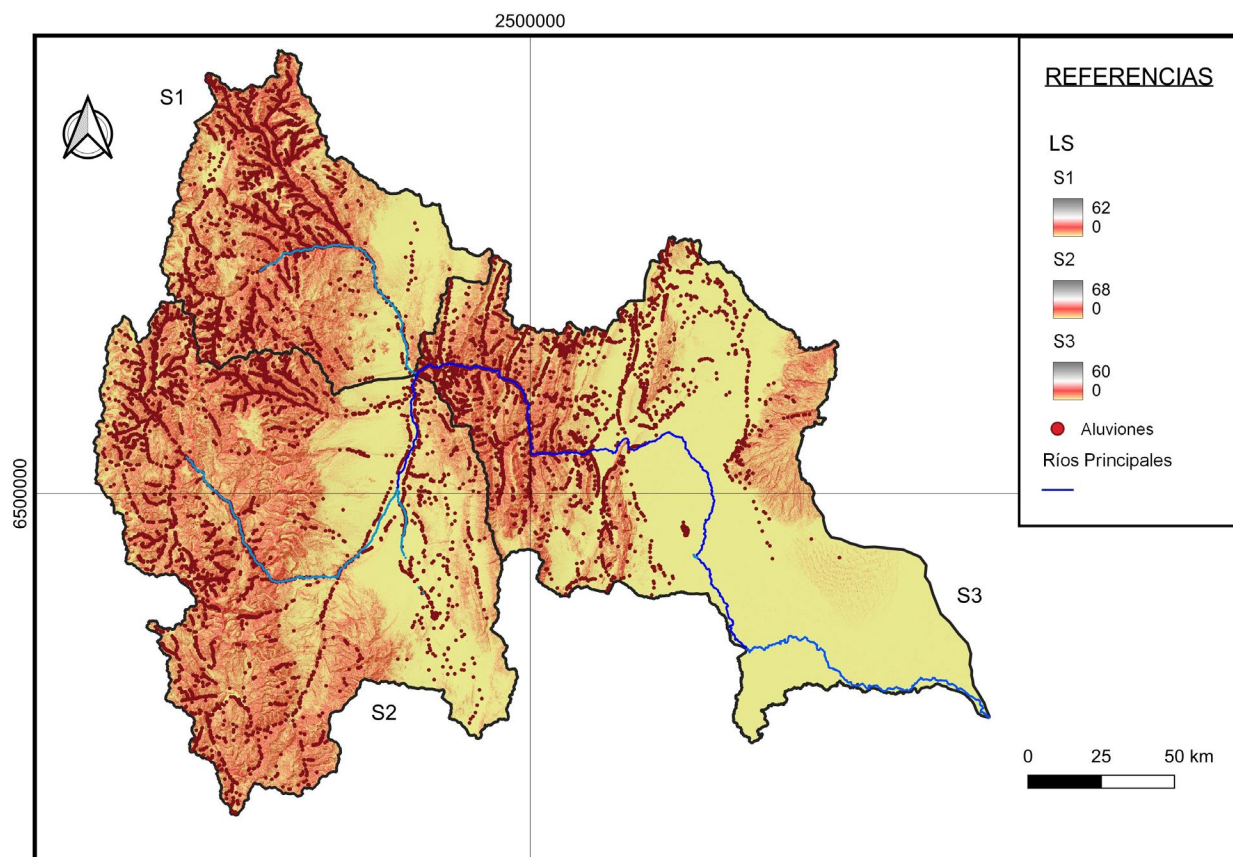 2500000
S1
6500000
S2
S3
REFERENCIAS
LS
S1
62
0
S2
68
0
S3
60
0
Aluviones
Ríos Principales
0 25 50 km